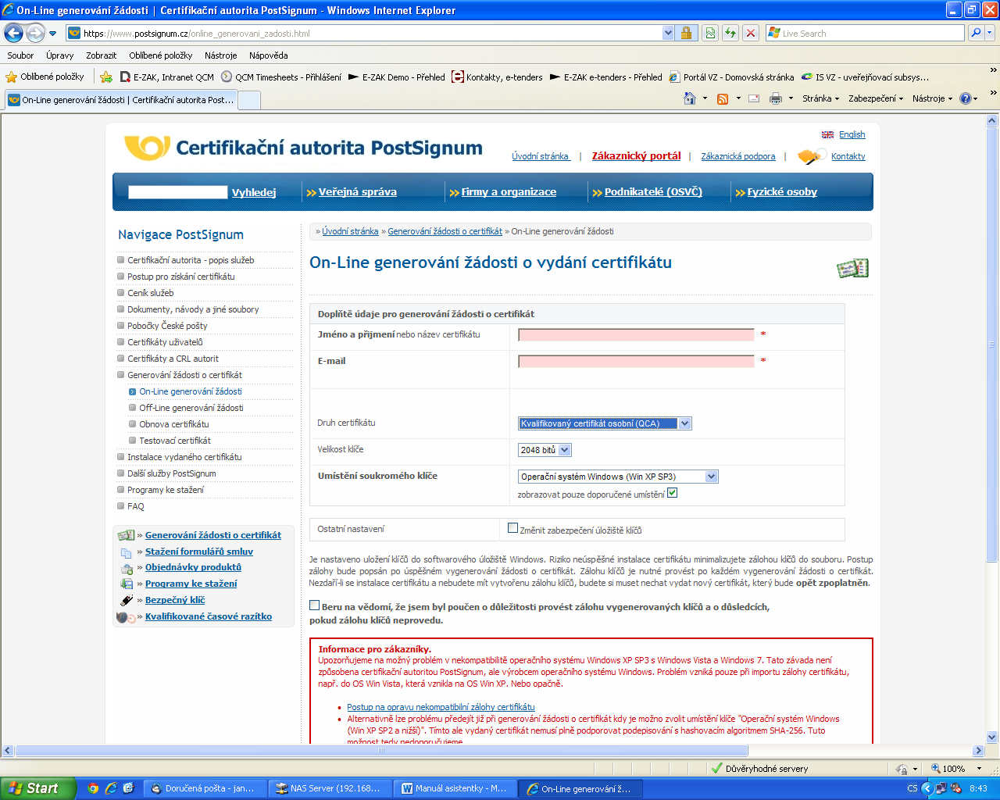 On-Line generování žádosti | Certifikační autorita PostSignum - Windows Internet Explorer
https://www.postsignum.cz/online_generovani_zadosti.html
Live Search
Soubor Úpravy Zobrazit Oblíbené položky Nástroje Nápověda
Oblíbené položky E-ZAK, Intranet QCM QCM Timesheets - Přihlášení E-ZAK Demo - Přehled Kontakty, e-tenders E-ZAK e-tenders - Přehled Portál VZ - Domovská stránka IS VZ - uveřejňovací subsys... »
On-Line generování žádosti | Certifikační autorita Post... Stránka Zabezpečení Nástroje »
English
Certifikační autorita PostSignum
Úvodní stránka | Zákaznický portál | Zákaznická podpora | Kontakty
Vyhledej » Veřejná správa » Firmy a organizace » Podnikatelé (OSVČ) » Fyzické osoby
Navigace PostSignum
Certifikační autorita - popis služeb
Postup pro získání certifikátu
Ceník služeb
Dokumenty, návody a jiné soubory
Pobočky České pošty
Certifikáty uživatelů
Certifikáty a CRL autorit
Generování žádosti o certifikát
On-Line generování žádosti
Off-Line generování žádosti
Obnova certifikátu
Testovací certifikát
Instalace vydaného certifikátu
Další služby PostSignum
Programy ke stažení
FAQ
» Generování žádosti o certifikát
» Stažení formulářů smluv
» Objednávky produktů
» Programy ke stažení
» Bezpečný klíč
» Kvalifikované časové razítko
» Úvodní stránka » Generování žádosti o certifikát » On-Line generování žádosti
On-Line generování žádosti o vydání certifikátu
Doplňtě údaje pro generování žádosti o certifikát
Jméno a přijmení nebo název certifikátu *
E-mail *
Druh certifikátu Kvalifikovaný certifikát osobní (QCA)
Velikost klíče 2048 bitů
Umístění soukromého klíče Operační systém Windows (Win XP SP3)
zobrazovat pouze doporučené umístění
Ostatní nastavení Změnit zabezpečení úložiště klíčů
Je nastaveno uložení klíčů do softwarového úložiště Windows. Riziko neúspěšné instalace certifikátu minimalizujete zálohou klíčů do souboru. Postup
zálohy bude popsán po úspěšném vygenerování žádosti o certifikát. Zálohu klíčů je nutné provést po každém vygenerování žádosti o certifikát.
Nezdaří-li se instalace certifikátu a nebudete mít vytvořenu zálohu klíčů, budete si muset nechat vydat nový certifikát, který bude opět zpoplatněn.
Beru na vědomí, že jsem byl poučen o důležitosti provést zálohu vygenerovaných klíčů a o důsledcích,
pokud zálohu klíčů neprovedu.
Informace pro zákazníky.
Upozorňujeme na možný problém v nekompatibilitě operačního systému Windows XP SP3 s Windows Vista a Windows 7. Tato závada není
způsobena certifikační autoritou PostSignum, ale výrobcem operačního systému Windows. Problém vzniká pouze při importu zálohy certifikátu,
např. do OS Win Vista, která vznikla na OS Win XP. Nebo opačně.
• Postup na opravu nekompatibilní zálohy certifikátu
• Alternativně lze problému předejít již při generování žádosti o certifikát kdy je možno zvolit umístění klíče "Operační systém Windows
(Win XP SP2 a nižší)". Tímto ale vydaný certifikát nemusí plně podporovat podepisování s hashovacím algoritmem SHA-256. Tuto
možnost tedy nedoporučujeme.
Důvěryhodné servery 100%
Start Doručená pošta - jan... NAS Server (192.168... Manuál asistentky - M... On-Line generování ž... CS 8:43